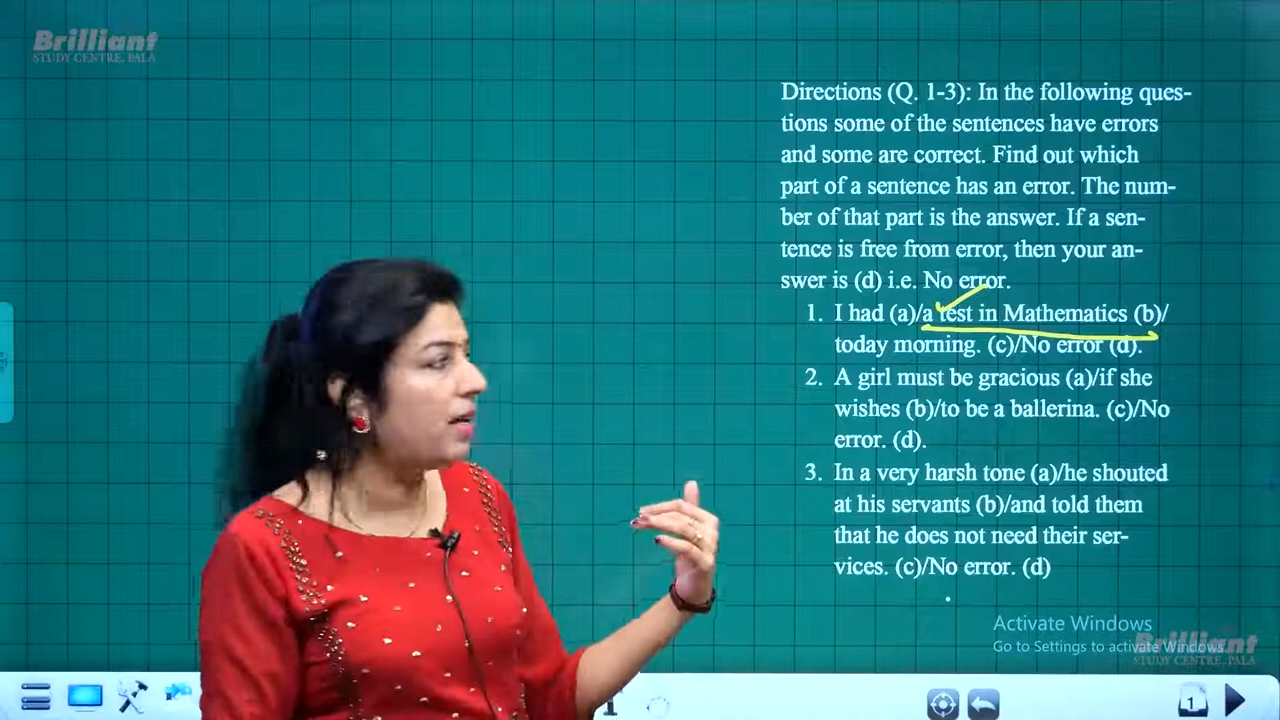 Brilliant
STUDY CENTRE, PALA
Directions (Q. 1-3): In the following ques-
tions some of the sentences have errors
and some are correct. Find out which
part of a sentence has an error. The num-
ber of that part is the answer. If a sen-
tence is free from error, then your an-
swer is (d) i.e. No error.
1. I had (a)/a test in Mathematics (b)/
today morning. (c)/No error (d).
2. A girl must be gracious (a)/if she
wishes (b)/to be a ballerina. (c)/No
error. (d).
3. In a very harsh tone (a)/he shouted
at his servants (b)/and told them
that he does not need their ser-
vices. (c)/No error. (d)
Activate Windows
Go to Settings to activate Windows.
Brilliant
STUDY CENTRE, PALA
1